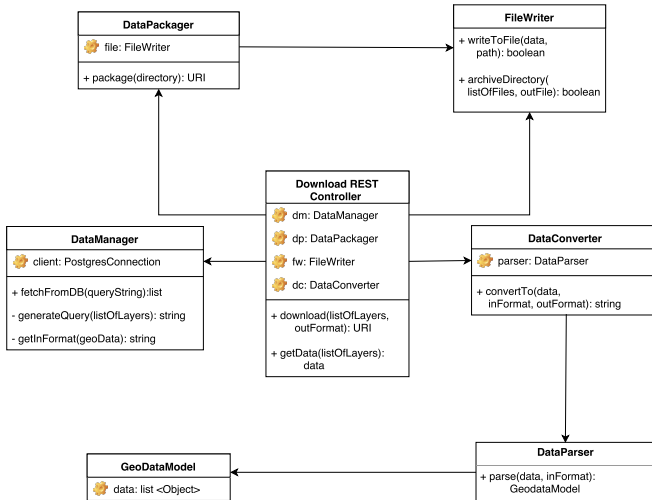 DataPackager
file: FileWriter
+ package(directory): URI
FileWriter
+ writeToFile(data,
path): boolean
+ archiveDirectory(
listOfFiles, outFile): boolean
Download REST
Controller
dm: DataManager
dp: DataPackager
fw: FileWriter
dc: DataConverter
+ download(listOfLayers,
outFormat): URI
+ getData(listOfLayers):
data
DataManager
client: PostgresConnection
+ fetchFromDB(queryString):list
- generateQuery(listOfLayers): string
- getInFormat(geoData): string
DataConverter
parser: DataParser
+ convertTo(data,
inFormat, outFormat): string
GeoDataModel
data: list <Object>
DataParser
+ parse(data, inFormat):
GeodataModel